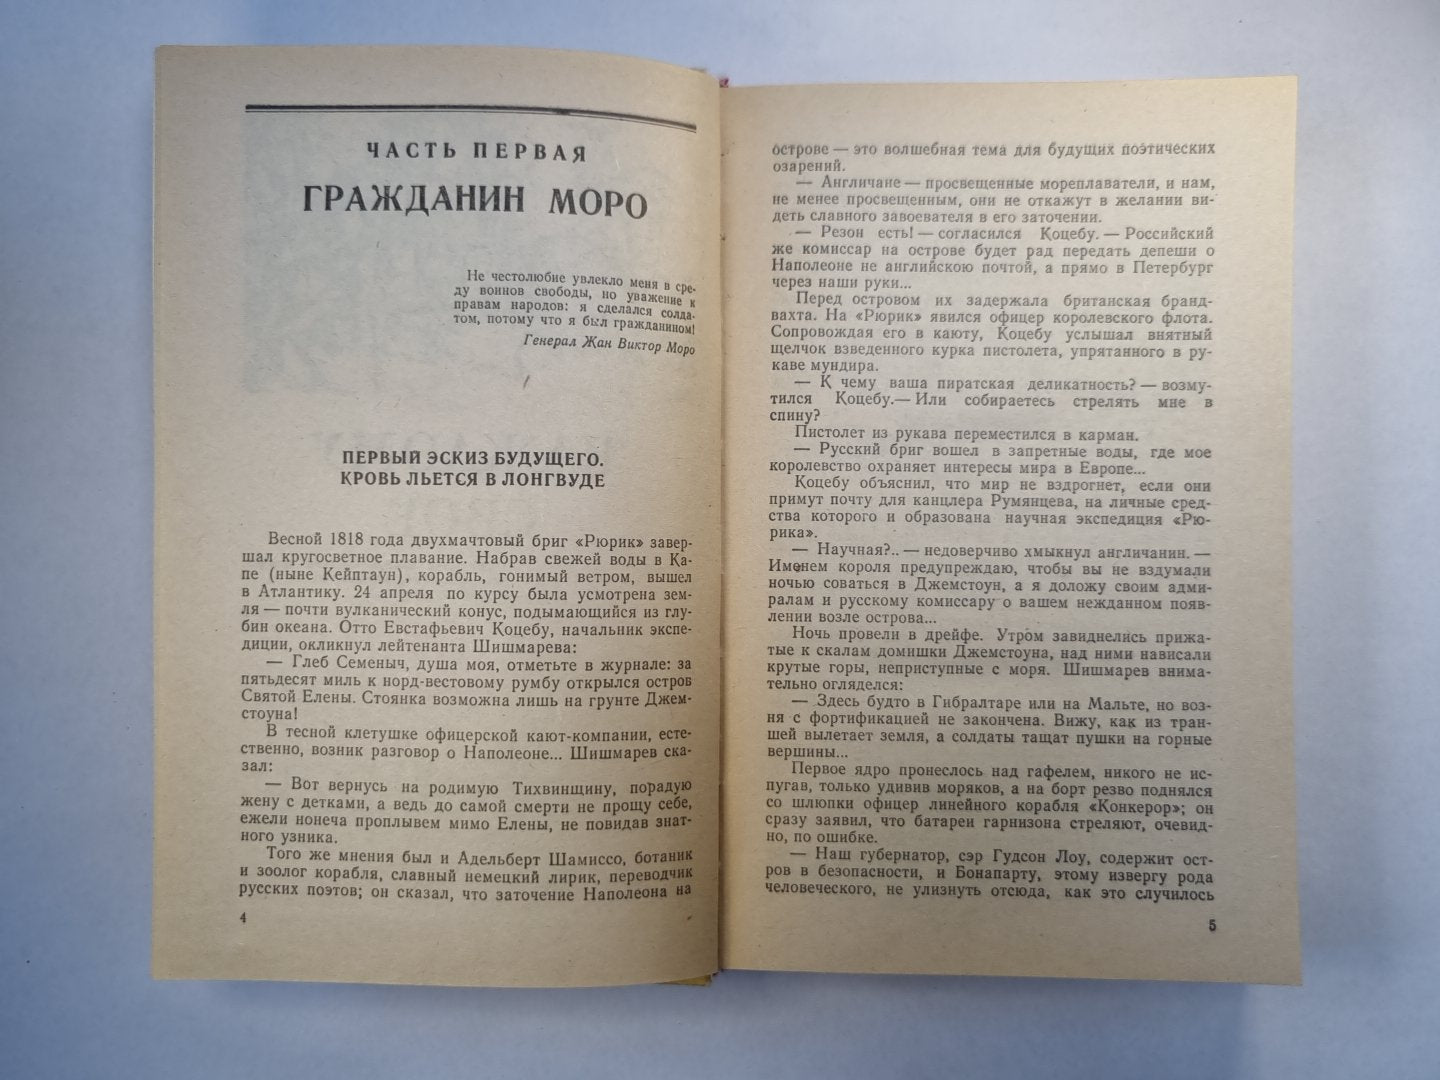 ЧАСТЬ ПЕРВАЯ
ГРАЖДАНИН МОРО
Не честолюбие увлекло меня в сре-
ду воинов свободы, но уважение к
правам народов: я сделался солда-
том, потому что я был гражданином!
Генерал Жан Виктор Моро
ПЕРВЫЙ ЭСКИЗ БУДУЩЕГО.
КРОВЬ ЛЬЕТСЯ В ЛОНГВУДЕ
Весной 1818 года двухмачтовый бриг «Рюрик» завер-
шал кругосветное плавание. Набрав свежей воды в Ка-
пе (ныне Кейптаун), корабль, гонимый ветром, вышел
в Атлантику. 24 апреля по курсу была усмотрена зем-
ля — почти вулканический конус, подымающийся из глу-
бин океана. Отто Евстафьевич Коцебу, начальник экспе-
диции, окликнул лейтенанта Шишмарева:
— Глеб Семеныч, душа моя, отметьте в журнале: за
пятьдесят миль к норд-вестовому румбу открылся остров
Святой Елены. Стоянка возможна лишь на грунте Джем-
стоуна!
В тесной клетушке офицерской кают-компании, есте-
ственно, возник разговор о Наполеоне... Шишмарев ска-
зал:
— Вот вернусь на родимую Тихвинщину, порадую
жену с детками, а ведь до самой смерти не прощу себе,
ежели нонеча проплывем мимо Елены, не повидав знат-
ного узника.
Того же мнения был и Адельберт Шамиссо, ботаник
и зоолог корабля, славный немецкий лирик, переводчик
русских поэтов; он сказал, что заточение Наполеона на
4
острове — это волшебная тема для будущих поэтических
озарений.
— Англичане — просвещенные мореплаватели, и нам,
не менее просвещенным, они не откажут в желании ви-
деть славного завоевателя в его заточении.
— Резон есть! — согласился Коцебу. — Российский
же комиссар на острове будет рад передать депеши о
Наполеоне не английскою почтой, а прямо в Петербург
через наши руки...
Перед островом их задержала британская бранд-
вахта. На «Рюрик» явился офицер королевского флота.
Сопровождая его в каюту, Коцебу услышал внятный
щелчок взведенного курка пистолета, упрятанного в ру-
каве мундира.
— К чему ваша пиратская деликатность? — возму-
тился Коцебу.— Или собираетесь стрелять мне в
спину?
Пистолет из рукава переместился в карман.
— Русский бриг вошел в запретные воды, где мое
королевство охраняет интересы мира в Европе...
Коцебу объяснил, что мир не вздрогнет, если они
примут почту для канцлера Румянцева, на личные сред-
ства которого и образована научная экспедиция «Рю-
рика».
— Научная?.. — недоверчиво хмыкнул англичанин. —
Именем короля предупреждаю, чтобы вы не вздумали
ночью соваться в Джемстоун, а я доложу своим адми-
ралам и русскому комиссару о вашем нежданном появ-
лении возле острова...
Ночь провели в дрейфе. Утром завиднелись прижа-
тые к скалам домишки Джемстоуна, над ними нависали
крутые горы, неприступные с моря. Шишмарев внима-
тельно огляделся:
— Здесь будто в Гибралтаре или на Мальте, но воз-
ня с фортификацией не закончена. Вижу, как из тран-
шей вылетает земля, а солдаты тащат пушки на горные
вершины...
Первое ядро пронеслось над гафелем, никого не ис-
пугав, только удивив моряков, а на борт резво поднялся
со шлюпки офицер линейного корабля «Конкерор»; он
сразу заявил, что батареи гарнизона стреляют, очевид-
но, по ошибке.
— Наш губернатор, сэр Гудсон Лоу, содержит ост-
ров в безопасности, и Бонапарту, этому извергу рода
человеческого, не улизнуть отсюда, как это случилось
5